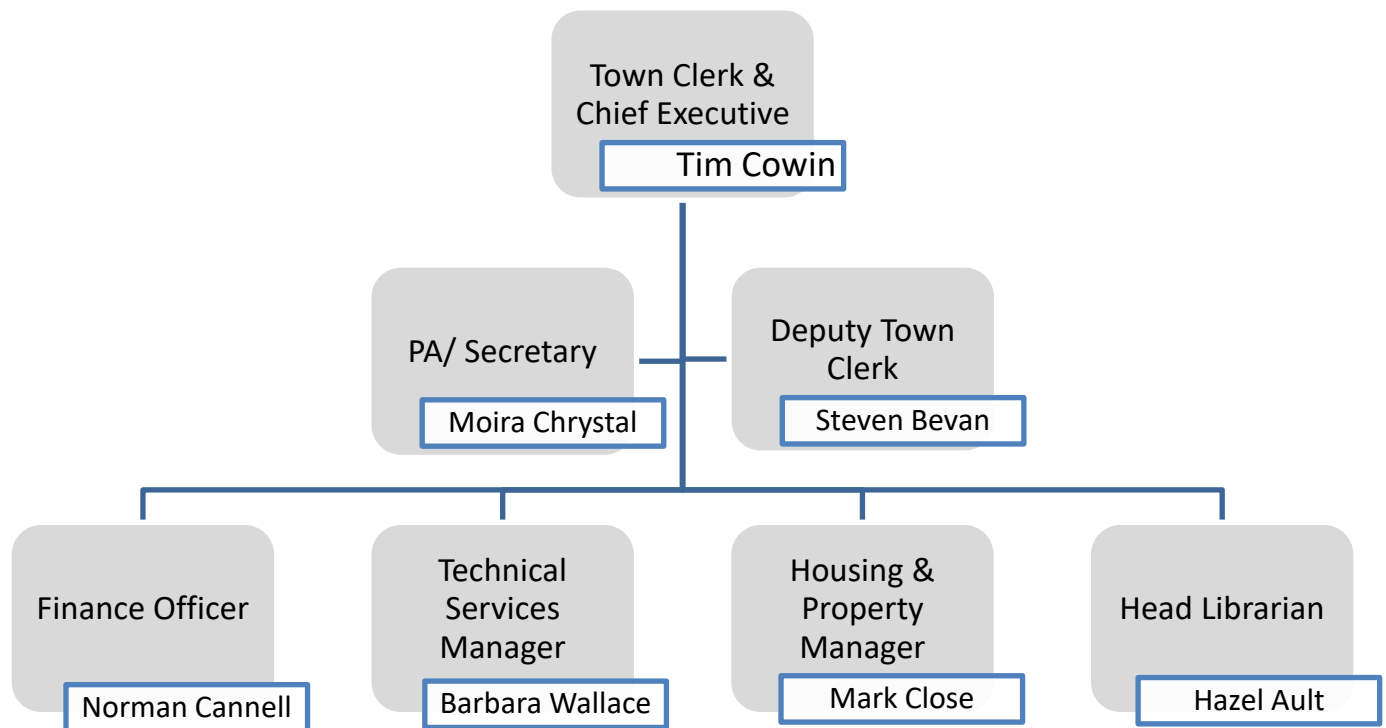 Town Clerk &
Chief Executive
Tim Cowin
PA/ Secretary
Moira Chrystal
Deputy Town
Clerk
Steven Bevan
Finance Officer
Norman Cannell
Technical
Services
Manager
Barbara Wallace
Housing &
Property
Manager
Mark Close
Head Librarian
Hazel Ault